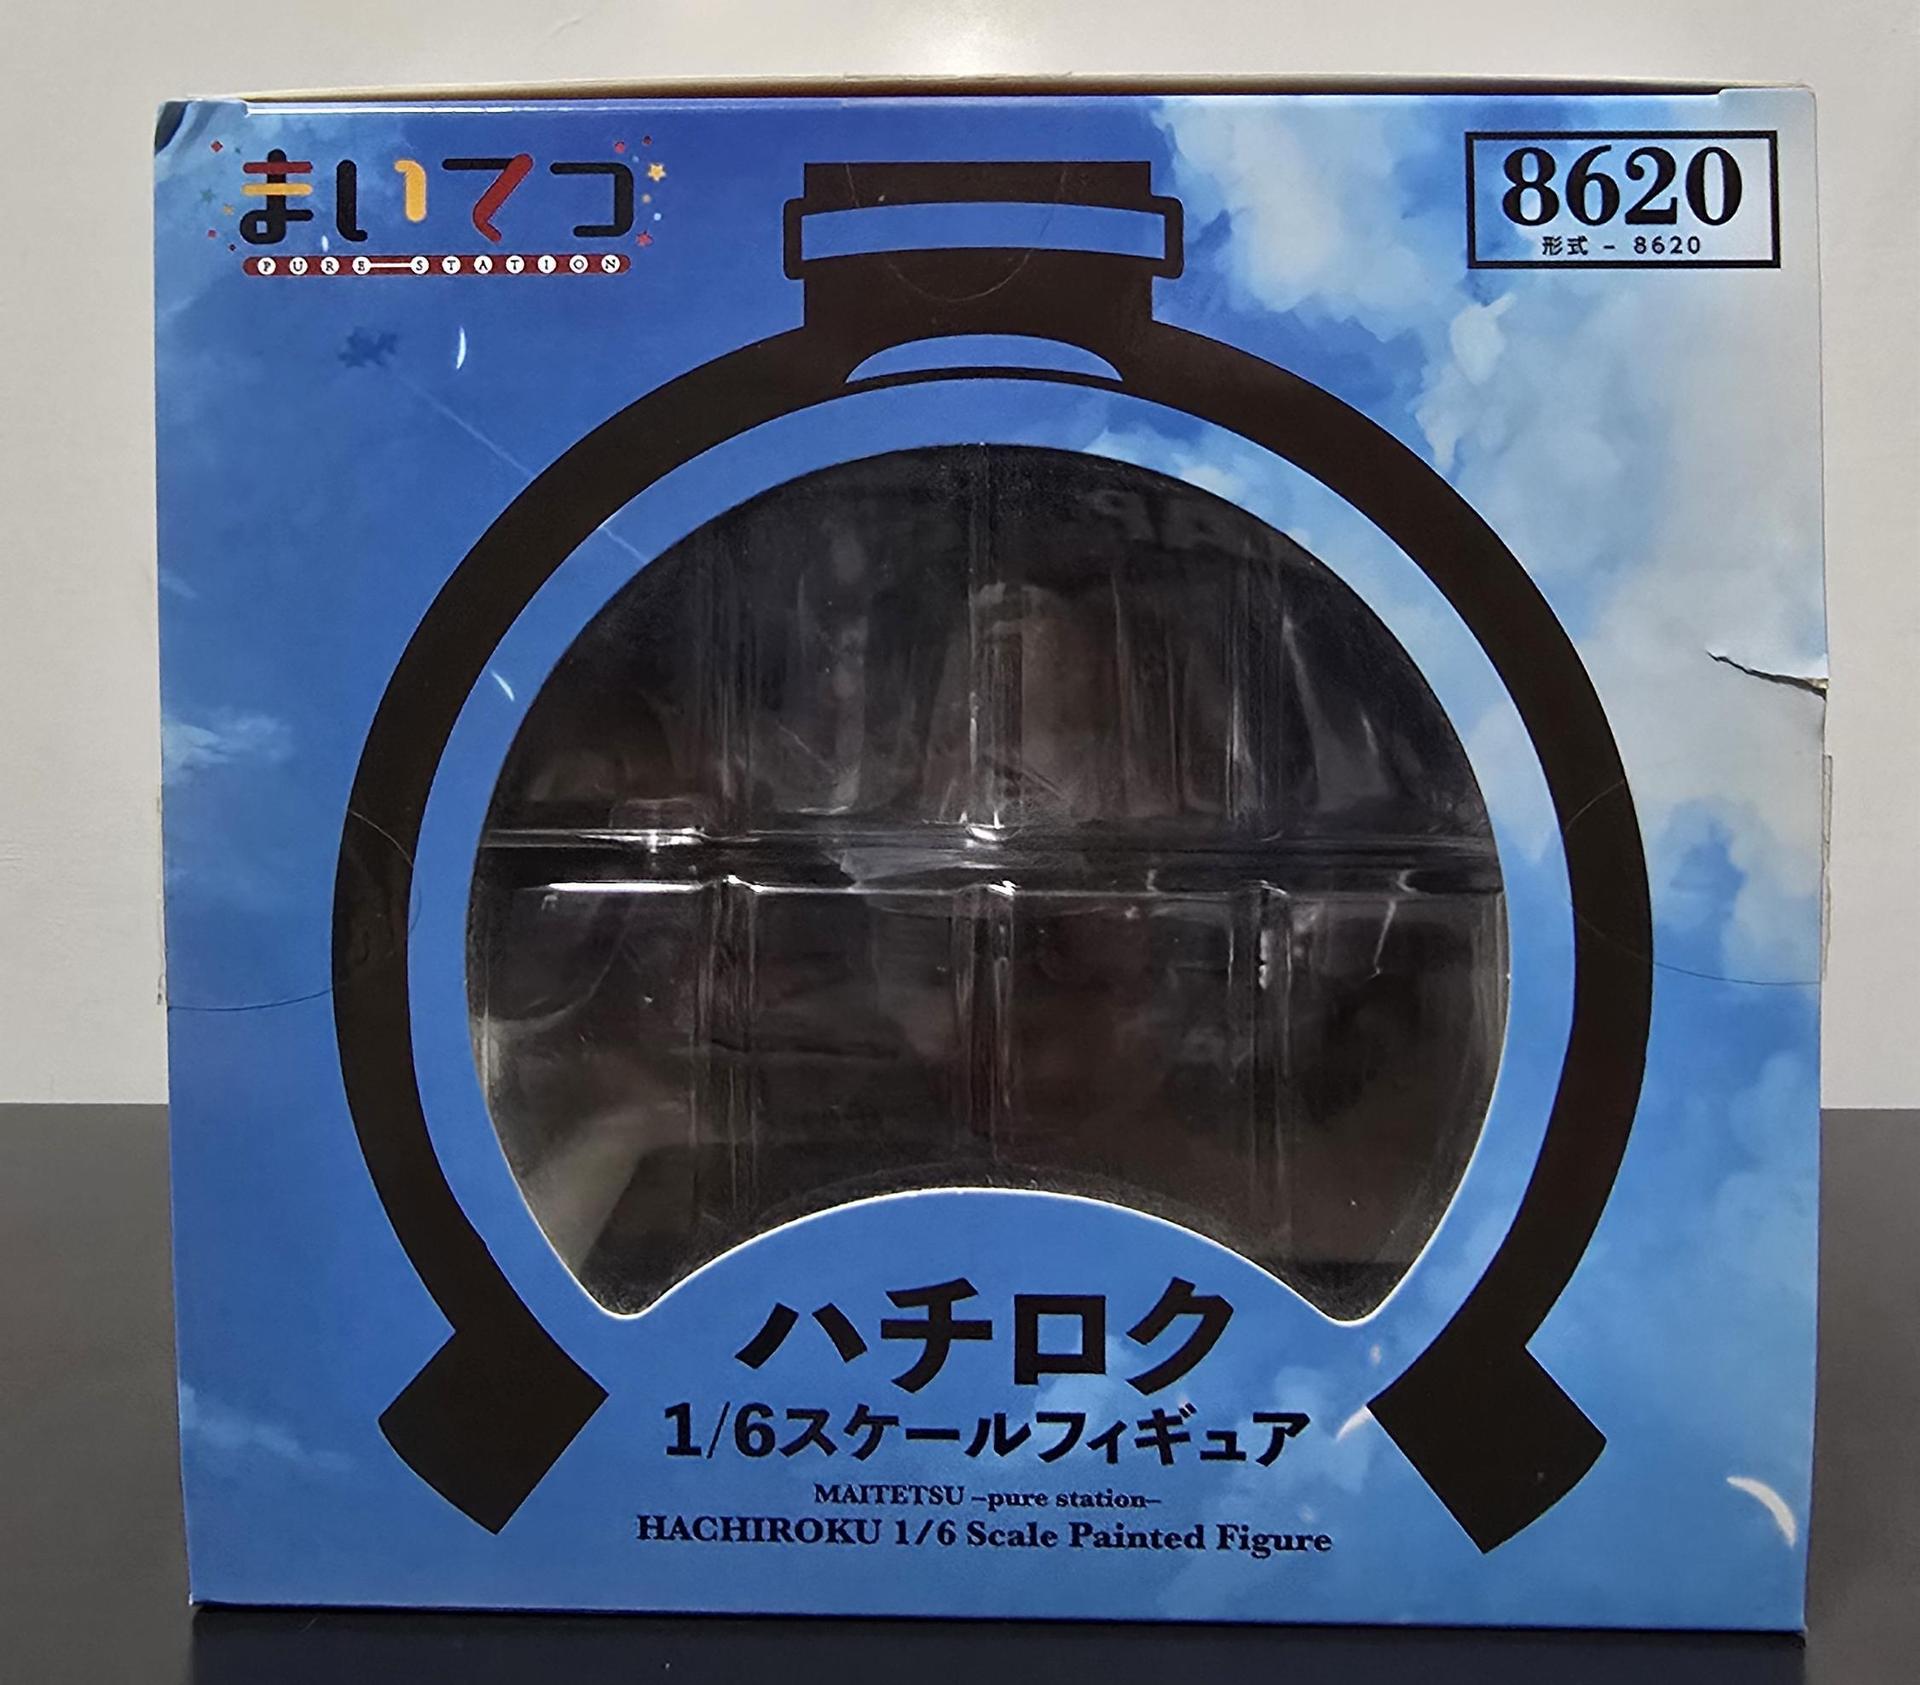 まいてつ
PURE STATION
8620
形式 - 8620
ハチロク
1/6スケールフィギュア
MAITETSU –pure station–
HACHIROKU 1/6 Scale Painted Figure